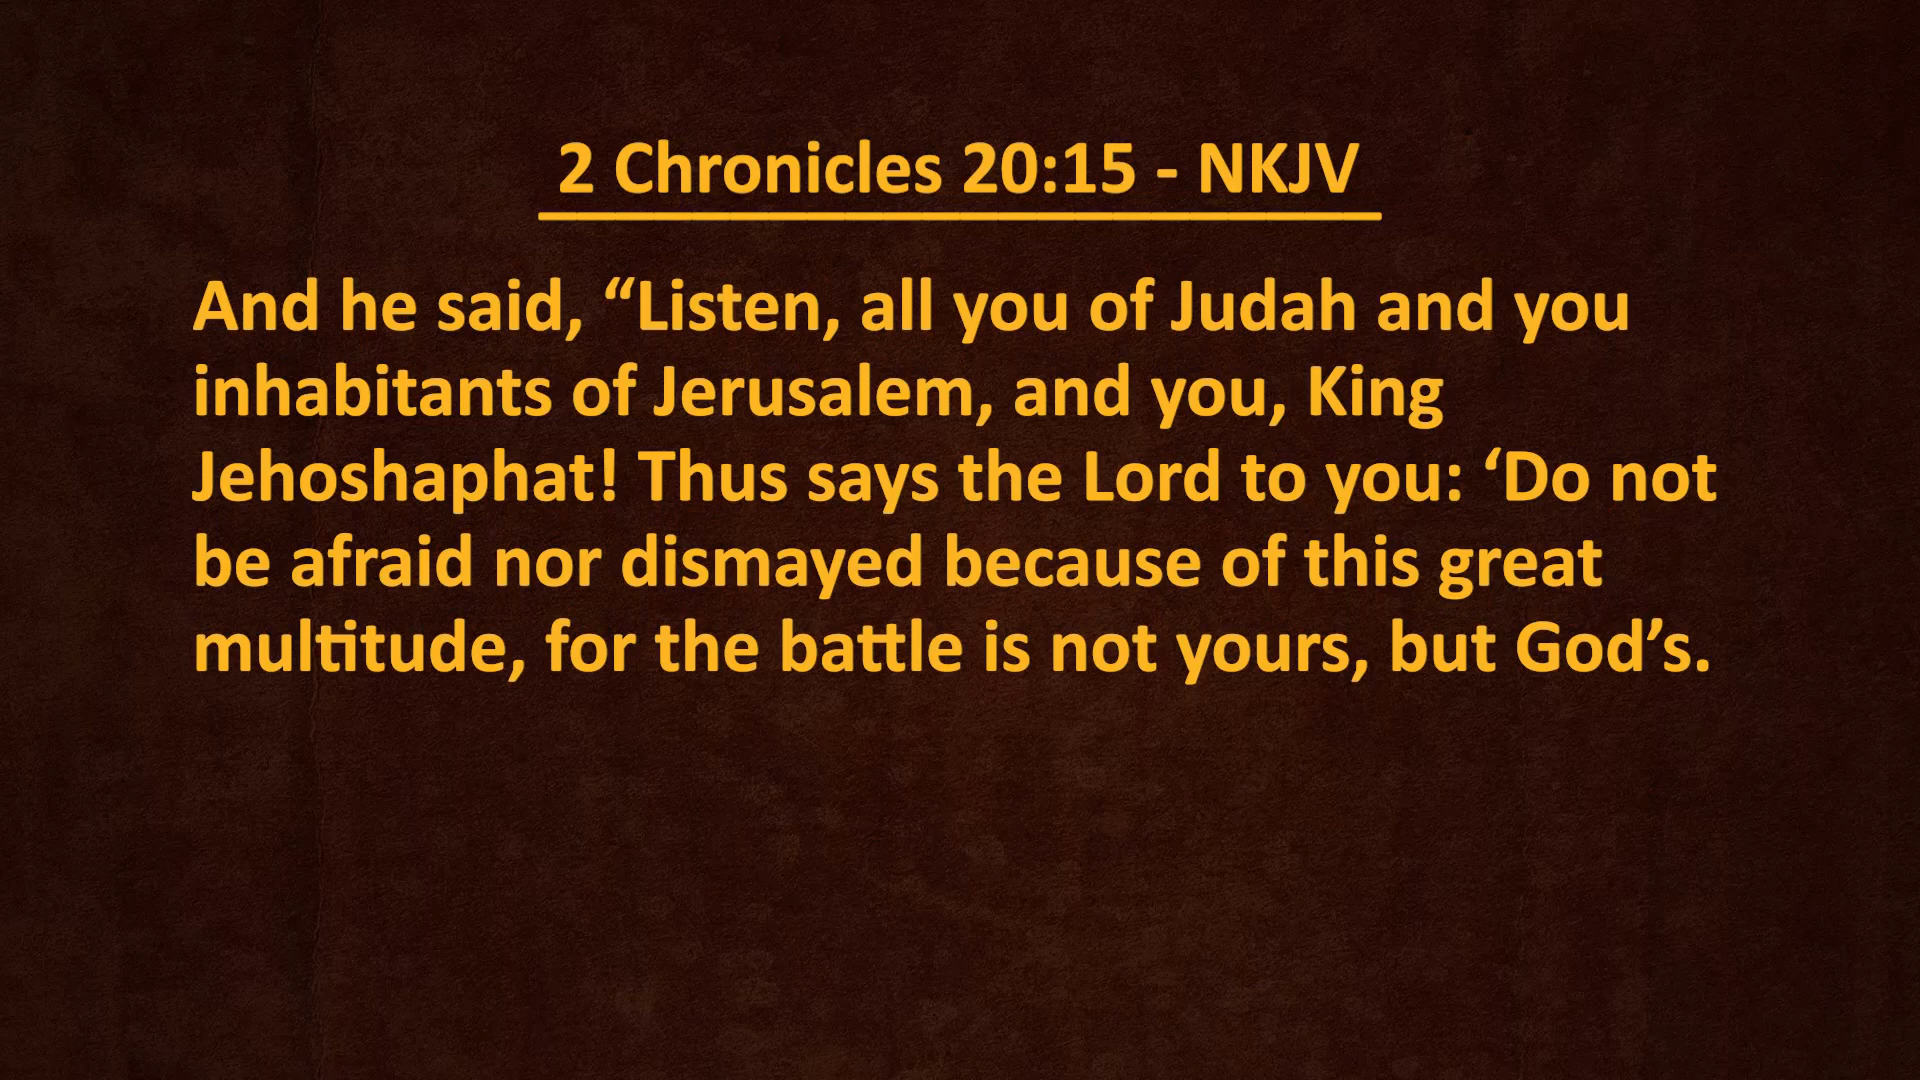 2 Chronicles 20:15 - NKJV
And he said, “Listen, all you of Judah and you
inhabitants of Jerusalem, and you, King
Jehoshaphat! Thus says the Lord to you: ‘Do not
be afraid nor dismayed because of this great
multitude, for the battle is not yours, but God’s.